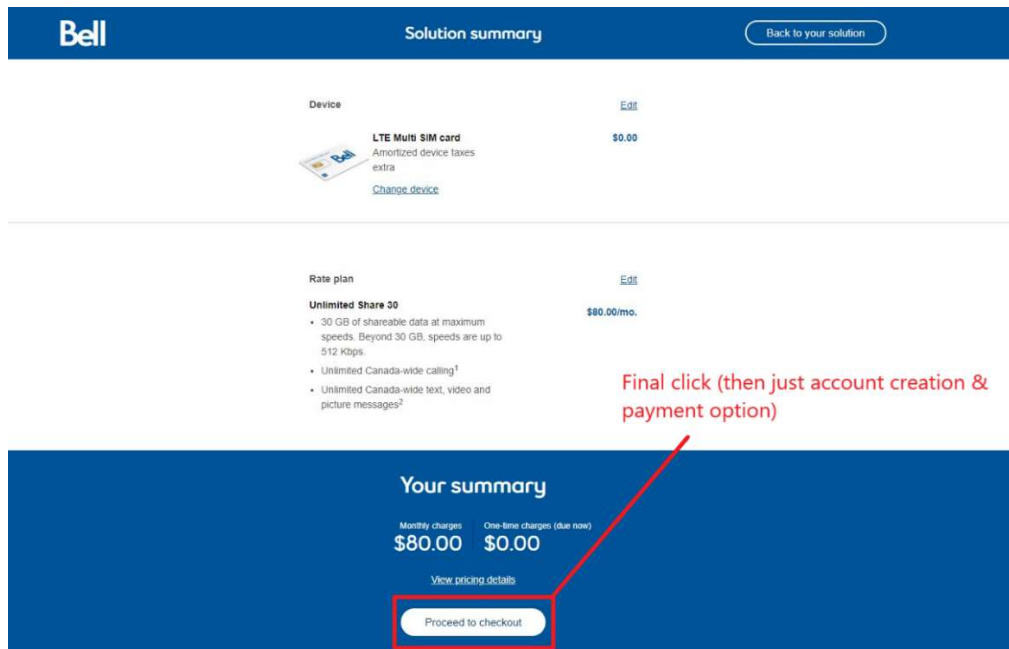 Bell
Solution summary
Back to your solution
Device
Edit
LTE Multi SIM card
$0.00
Amortized device taxes
extra
Bell
Change device
Rate plan
Edit
Unlimited Share 30
$80.00/mo.
• 30 GB of shareable data at maximum
speeds. Beyond 30 GB, speeds are up to
512 Kbps.
• Unlimited Canada-wide calling1
• Unlimited Canada-wide text, video and
picture messages2
Final click (then just account creation &
payment option)
Your summary
Monthly charges
One-time charges (due now)
$80.00
$0.00
View pricing details
Proceed to checkout